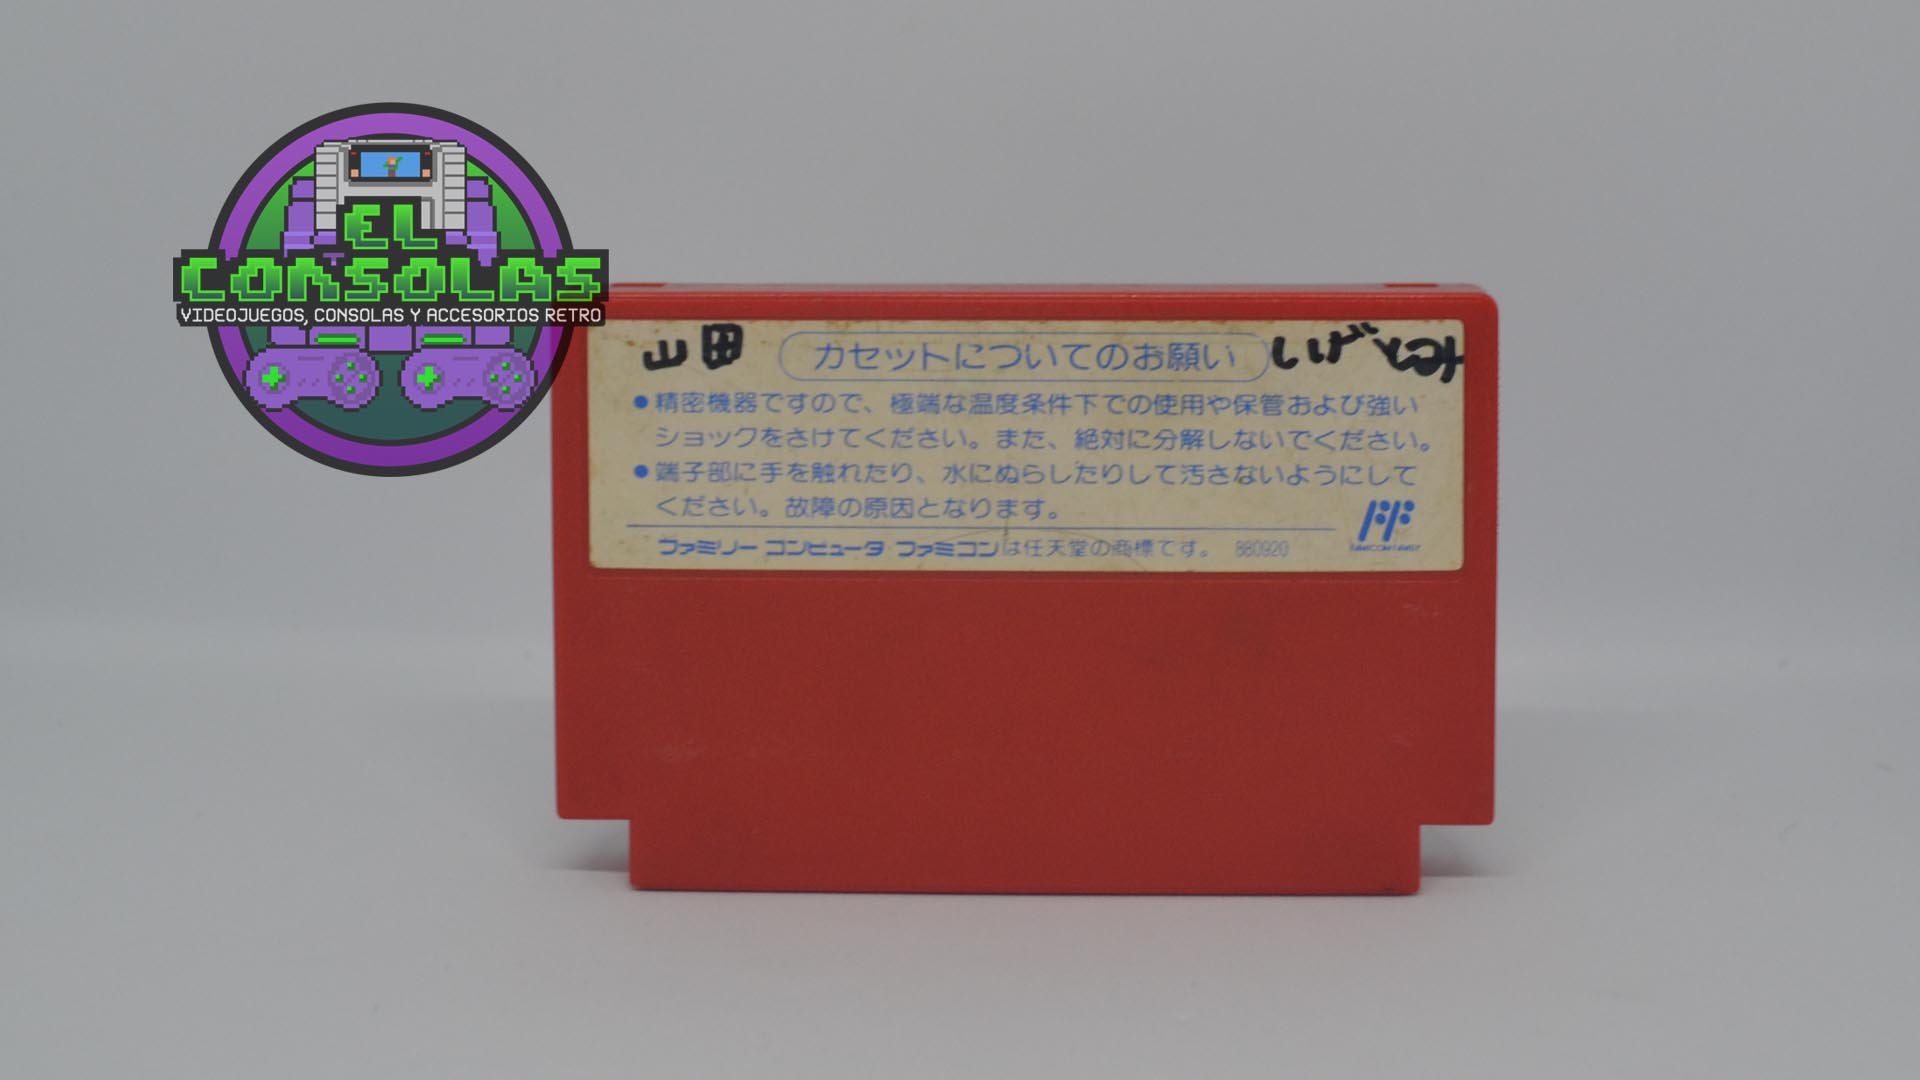 EL
CONSOLAS
VIDEOJUEGOS, CONSOLAS Y ACCESORIOS RETRO
山田 カセットについてのお願い しげとみ
●精密機器ですので、極端な温度条件下での使用や保管および強い
ショックをさけてください。また、絶対に分解しないでください。
●端子部に手を触れたり、水にぬらしたりして汚さないようにして
ください。故障の原因となります。
ファミリーコンピュータ・ファミコンは任天堂の商標です。 880920
FAMICOM FAMILY